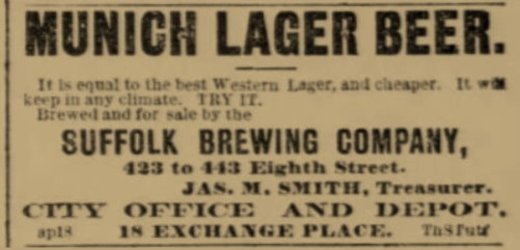 MUNICH LAGER BEER.
It is equal to the best Western Lager, and cheaper. It will
keep in any climate. TRY IT.
Brewed and for sale by the
SUFFOLK BREWING COMPANY,
423 to 443 Eighth Street.
JAS. M. SMITH, Treasurer.
CITY OFFICE AND DEPOT.
ap18 18 EXCHANGE PLACE.